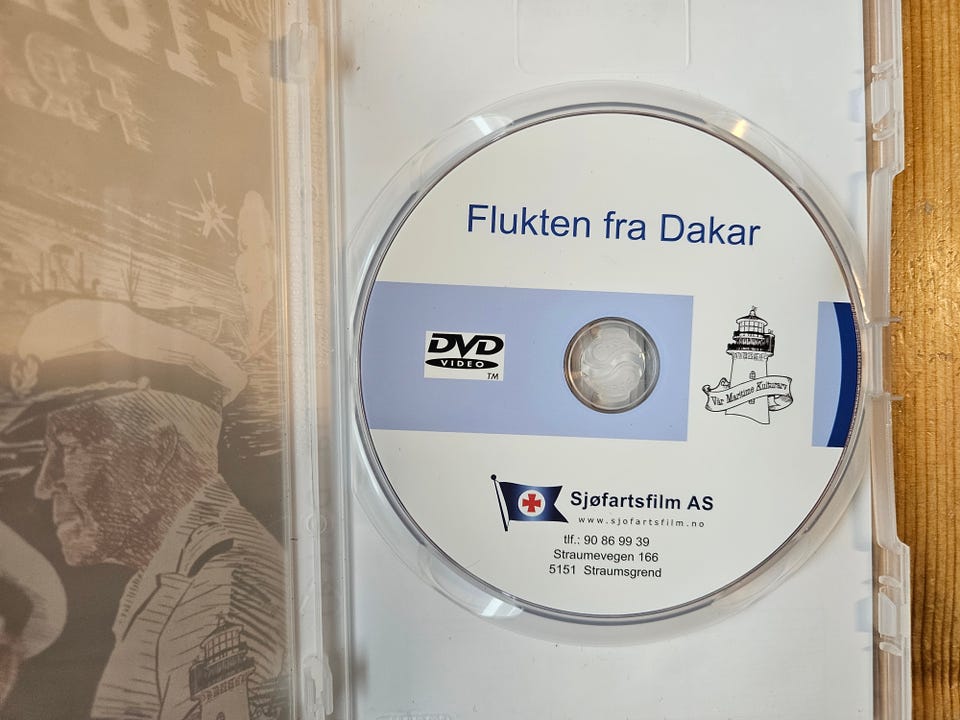 Flukten fra Dakar
DVD
VIDEO
TM
Vår Maritime Kulturarv
Sjøfartsfilm AS
www.sjofartsfilm.no
tlf.: 90 86 99 39
Straumevegen 166
5151 Straumsgrend